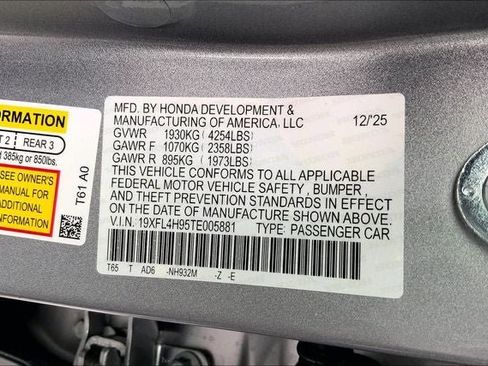 MFD. BY HONDA DEVELOPMENT &
MANUFACTURING OF AMERICA, LLC 12/'25
GVWR 1930KG (4254LBS)
GAWR F 1070KG (2358LBS)
GAWR R 895KG (1973LBS)
THIS VEHICLE CONFORMS TO ALL APPLICABLE
FEDERAL MOTOR VEHICLE SAFETY, BUMPER,
AND THEFT PREVENTION STANDARDS IN EFFECT
ON THE DATE OF MANUFACTURE SHOWN ABOVE.
V.I.N. 19XFL4H95TE005881 TYPE: PASSENGER CAR
T65 T AD6 -NH932M -Z -E
FORMATION
T 2 REAR 3
385kg or 850lbs.
SEE OWNER'S
MANUAL FOR
ADDITIONAL
INFORMATION
T61 A0